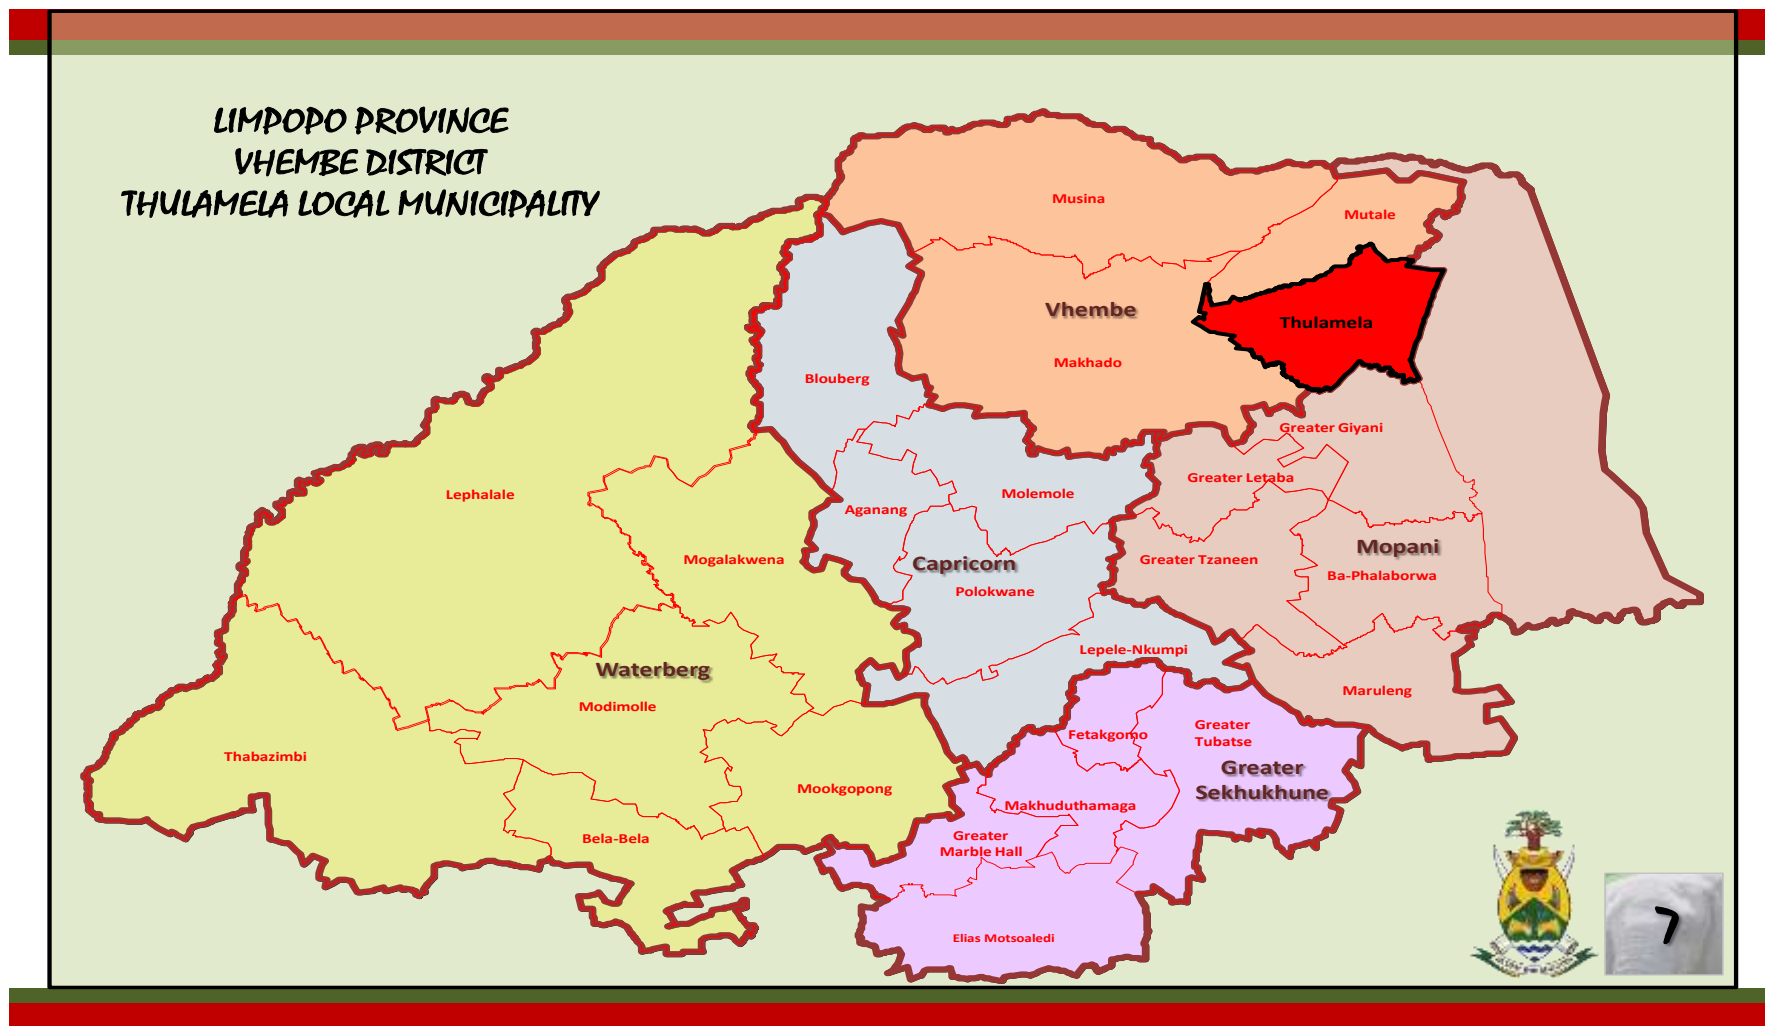 LIMPOPO PROVINCE
VHEMBE DISTRICT
THULAMELA LOCAL MUNICIPALITY
Musina
Mutale
Vhembe
Thulamela
Makhado
Blouberg
Greater Giyani
Greater Letaba
Lephalale
Molemole
Aganang
Mopani
Mogalakwena
Capricorn
Greater Tzaneen
Ba-Phalaborwa
Polokwane
Lepele-Nkumpi
Waterberg
Maruleng
Modimolle
Greater
Tubatse
Fetakgomo
Thabazimbi
Greater
Sekhukhune
Mookgopong
Makhuduthamaga
Bela-Bela
Greater
Marble Hall
Elias Motsoaledi
7